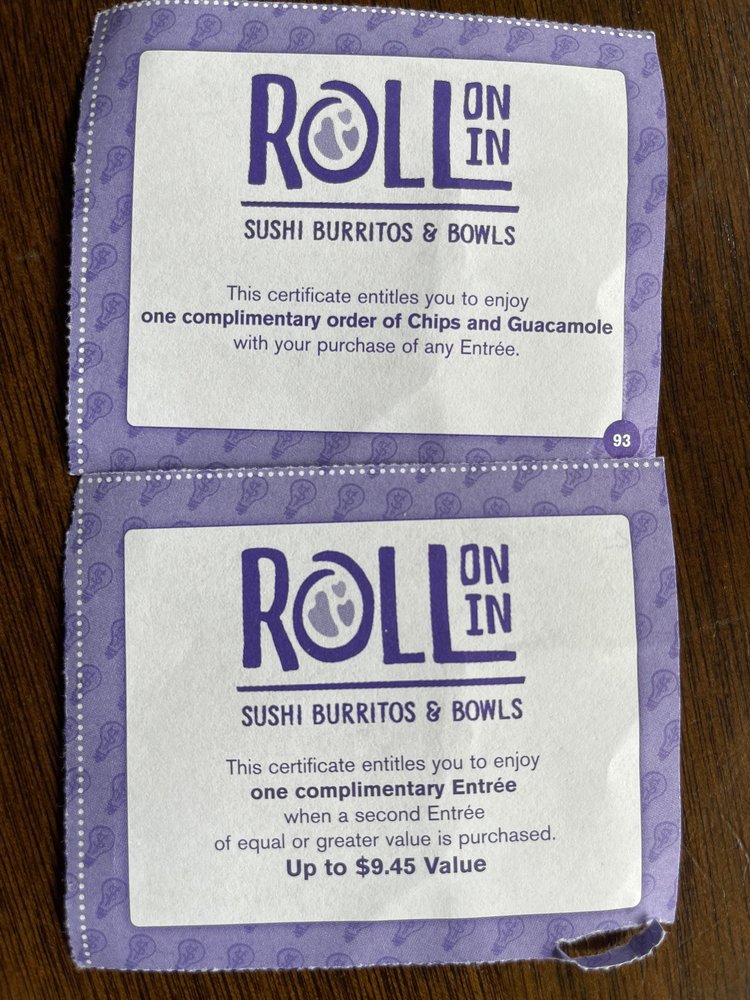 ROLL ON IN
SUSHI BURRITOS & BOWLS
This certificate entitles you to enjoy
one complimentary order of Chips and Guacamole
with your purchase of any Entrée.
93
ROLL ON IN
SUSHI BURRITOS & BOWLS
This certificate entitles you to enjoy
one complimentary Entrée
when a second Entrée
of equal or greater value is purchased.
Up to $9.45 Value